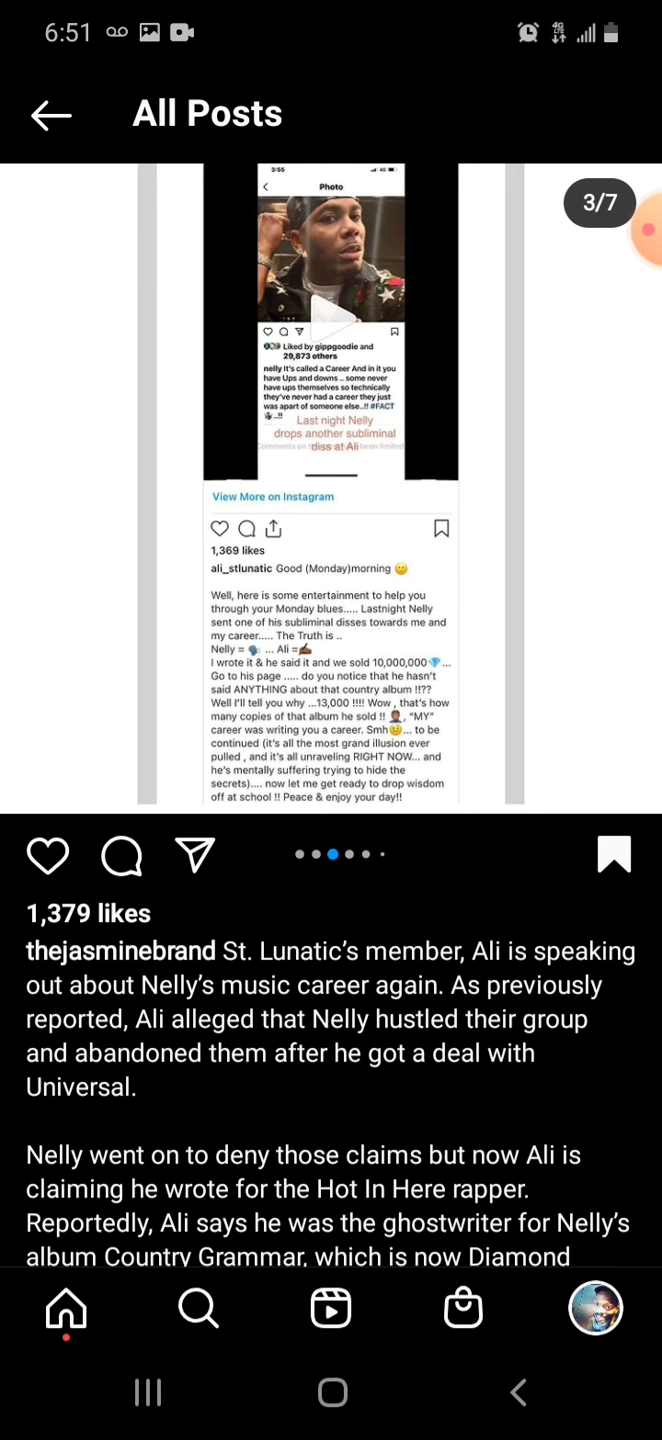 6:51
4G
LTE
All Posts
3/7
3:55
4G
Photo
Liked by gippgoodie and
29,873 others
nelly It's called a Career And in it you
have Ups and downs .. some never
have ups themselves so technically
they've never had a career they just
was apart of someone else..!! #FACT
🗣..!!
Last night Nelly
drops another subliminal
diss at Ali
Comments on been limited
View More on Instagram
1,369 likes
ali_stlunatic Good (Monday)morning 😊
Well, here is some entertainment to help you
through your Monday blues..... Lastnight Nelly
sent one of his subliminal disses towards me and
my career..... The Truth is ..
Nelly = 🗣 ... Ali =✍🏾
I wrote it & he said it and we sold 10,000,000💎...
Go to his page ..... do you notice that he hasn't
said ANYTHING about that country album !!??
Well I'll tell you why ...13,000 !!!! Wow , that's how
many copies of that album he sold !! 🤦🏾‍♂️, "MY"
career was writing you a career. Smh😉... to be
continued (it's all the most grand illusion ever
pulled , and it's all unraveling RIGHT NOW... and
he's mentally suffering trying to hide the
secrets).... now let me get ready to drop wisdom
off at school !! Peace & enjoy your day!!
1,379 likes
thejasminebrand St. Lunatic's member, Ali is speaking
out about Nelly's music career again. As previously
reported, Ali alleged that Nelly hustled their group
and abandoned them after he got a deal with
Universal.
Nelly went on to deny those claims but now Ali is
claiming he wrote for the Hot In Here rapper.
Reportedly, Ali says he was the ghostwriter for Nelly's
album Country Grammar, which is now Diamond